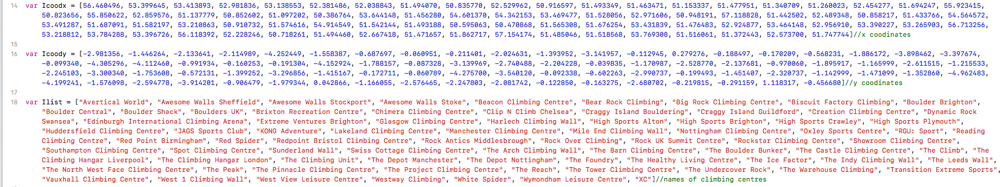 14 var Icoodx = [56.460496, 53.399645, 53.413893, 52.981836, 53.138553, 52.381486, 52.038843, 51.494070, 50.835770, 52.529962, 50.916597, 51.493349, 51.463471, 51.153337, 51.477951, 51.340709, 51.260023, 52.454277, 51.694247, 55.923415,
50.823656, 55.850622, 52.859576, 51.137779, 50.852602, 51.097202, 50.386764, 53.644148, 51.456280, 54.601370, 54.342153, 53.469477, 51.528056, 52.971606, 50.948191, 57.118828, 51.442502, 52.489348, 50.858217, 51.433766, 54.564572,
53.491287, 51.687091, 51.582197, 53.210863, 50.910732, 51.574616, 54.914549, 51.542144, 51.493188, 50.595063, 50.470868, 51.565308, 51.676254, 53.431839, 51.476483, 52.924877, 53.464148, 52.956910, 53.390227, 53.265903, 56.713256,
53.218812, 53.784288, 53.396726, 56.118392, 52.228246, 50.718261, 51.494460, 52.667418, 51.471657, 51.862717, 57.154174, 51.485046, 51.518568, 53.769308, 51.516061, 51.372443, 52.573700, 51.747744]//x coodinates
15
16 var Icoody = [-2.981356, -1.446264, -2.133641, -2.114989, -4.252449, -1.558387, -0.687697, -0.060951, -0.211401, -2.024631, -1.393952, -3.141957, -0.112945, 0.279276, -0.188497, -0.170209, -0.568231, -1.886172, -3.898462, -3.397674,
-0.099340, -4.305296, -4.112460, -0.991934, -0.160253, -0.191304, -4.152924, -1.788157, -0.087328, -3.139969, -2.740488, -2.204228, -0.039835, -1.170987, -2.528770, -2.137681, -0.970060, -1.895917, -1.165999, -2.611515, -1.215533,
-2.245103, -3.300340, -1.753608, -0.572131, -1.399252, -3.296856, -1.415167, -0.172711, -0.060789, -4.275700, -3.540120, -0.092338, -0.602263, -2.990737, -0.199493, -1.451407, -2.320737, -1.142999, -1.471099, -1.352860, -4.962483,
-4.199241, -1.576098, -2.594778, -3.914201, -0.906479, -1.979344, 0.042866, -1.166055, -2.576465, -2.247803, -2.081742, -0.122850, -0.163275, -2.680702, -0.219815, -0.291159, 1.118317, -0.456680]//y coodinates
17
18 var Ilist = ["Avertical World", "Awesome Walls Sheffield", "Awesome Walls Stockport", "Awesome Walls Stoke", "Beacon Climbing Centre", "Bear Rock Climbing", "Big Rock Climbing Centre", "Biscuit Factory Climbing", "Boulder Brighton",
"Boulder Central", "Boulder Shack", "Boulders UK", "Brixton Recreation Centre", "Chimera Climbing Centre", "Clip N Climb Chelsea", "Craggy Island Bouldering", "Craggy Island Guildford", "Creation Climbing Centre", "Dynamic Rock
Swansea", "Edinburgh International Climbing Arena", "Extreme Ventures Brighton", "Glasgow Climbing Centre", "Harlech Climbing Wall", "High Sports Alton", "High Sports Brighton", "High Sports Crawley", "High Sports Plymouth",
"Huddersfield Climbing Centre", "JAGS Sports Club", "KONG Adventure", "Lakeland Climbing Centre", "Manchester Climbing Centre", "Mile End Climbing Wall", "Nottingham Climbing Centre", "Oxley Sports Centre", "RGU: Sport", "Reading
Climbing Centre", "Red Point Birmingham", "Red Spider", "Redpoint Bristol Climbing Centre", "Rock Antics Middlesbrough", "Rock Over Climbing", "Rock UK Summit Centre", "Rockstar Climbing Centre", "Showroom Climbing Centre",
"Southampton Climbing Centre", "Spot Climbing Centre", "Sunderland Wall", "Swiss Cottage Climbing Centre", "The Arch Climbing Wall", "The Barn Climbing Centre", "The Boulder Bunker", "The Castle Climbing Centre", "The Climb", "The
Climbing Hangar Liverpool", "The Climbing Hangar London", "The Climbing Unit", "The Depot Manchester", "The Depot Nottingham", "The Foundry", "The Healthy Living Centre", "The Ice Factor", "The Indy Climbing Wall", "The Leeds Wall",
"The North West Face Climbing Centre", "The Peak", "The Pinnacle Climbing Centre", "The Project Climbing Centre", "The Reach", "The Tower Climbing Centre", "The Undercover Rock", "The Warehouse Climbing", "Transition Extreme Sports",
"Vauxhall Climbing Centre", "West 1 Climbing Wall", "West View Leisure Centre", "Westway Climbing", "White Spider", "Wymondham Leisure Centre", "XC"]//names of climbing centres